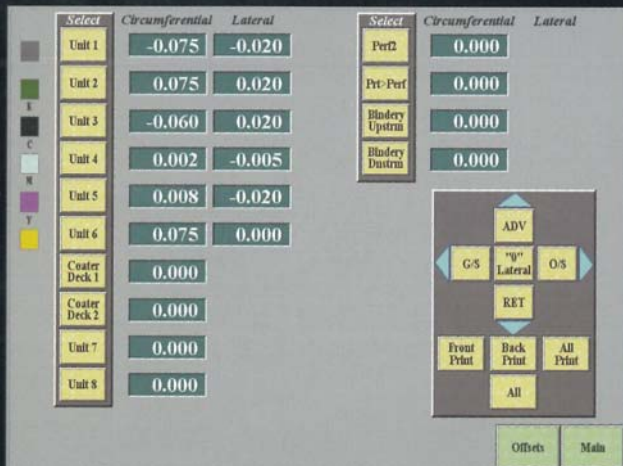 Select Circumferential Lateral
Unit 1 -0.075 -0.020
Unit 2 0.075 0.020
Unit 3 -0.060 0.020
Unit 4 0.002 -0.005
Unit 5 0.008 -0.020
Unit 6 0.075 0.000
Coater
Deck 1 0.000
Coater
Deck 2 0.000
Unit 7 0.000
Unit 8 0.000
K
C
M
Y
Select Circumferential Lateral
Perf2 0.000
Prt>Perf 0.000
Bindery
Upstrm 0.000
Bindery
Dnstrm 0.000
ADV
G/S "0"
Lateral O/S
RET
Front
Print Back
Print All
Print
All
Offsets Main